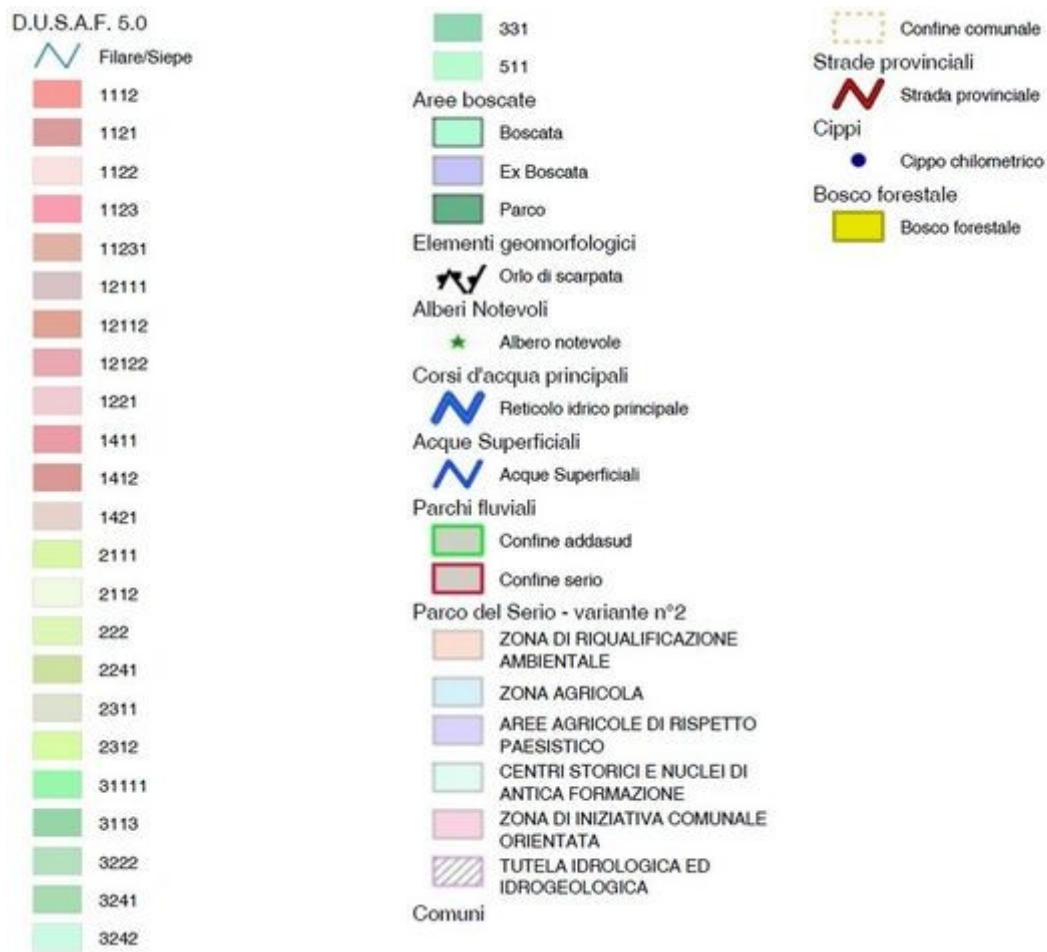 D.U.S.A.F. 5.0
Filare/Siepe
1112
1121
1122
1123
11231
12111
12112
12122
1221
1411
1412
1421
2111
2112
222
2241
2311
2312
31111
3113
3222
3241
3242
331
511
Aree boscate
Boscata
Ex Boscata
Parco
Elementi geomorfologici
Orlo di scarpata
Alberi Notevoli
Albero notevole
Corsi d'acqua principali
Reticolo idrico principale
Acque Superficiali
Acque Superficiali
Parchi fluviali
Confine addasud
Confine serio
Parco del Serio - variante n°2
ZONA DI RIQUALIFICAZIONE
AMBIENTALE
ZONA AGRICOLA
AREE AGRICOLE DI RISPETTO
PAESISTICO
CENTRI STORICI E NUCLEI DI
ANTICA FORMAZIONE
ZONA DI INIZIATIVA COMUNALE
ORIENTATA
TUTELA IDROLOGICA ED
IDROGEOLOGICA
Comuni
Confine comunale
Strade provinciali
Strada provinciale
Cippi
Cippo chilometrico
Bosco forestale
Bosco forestale